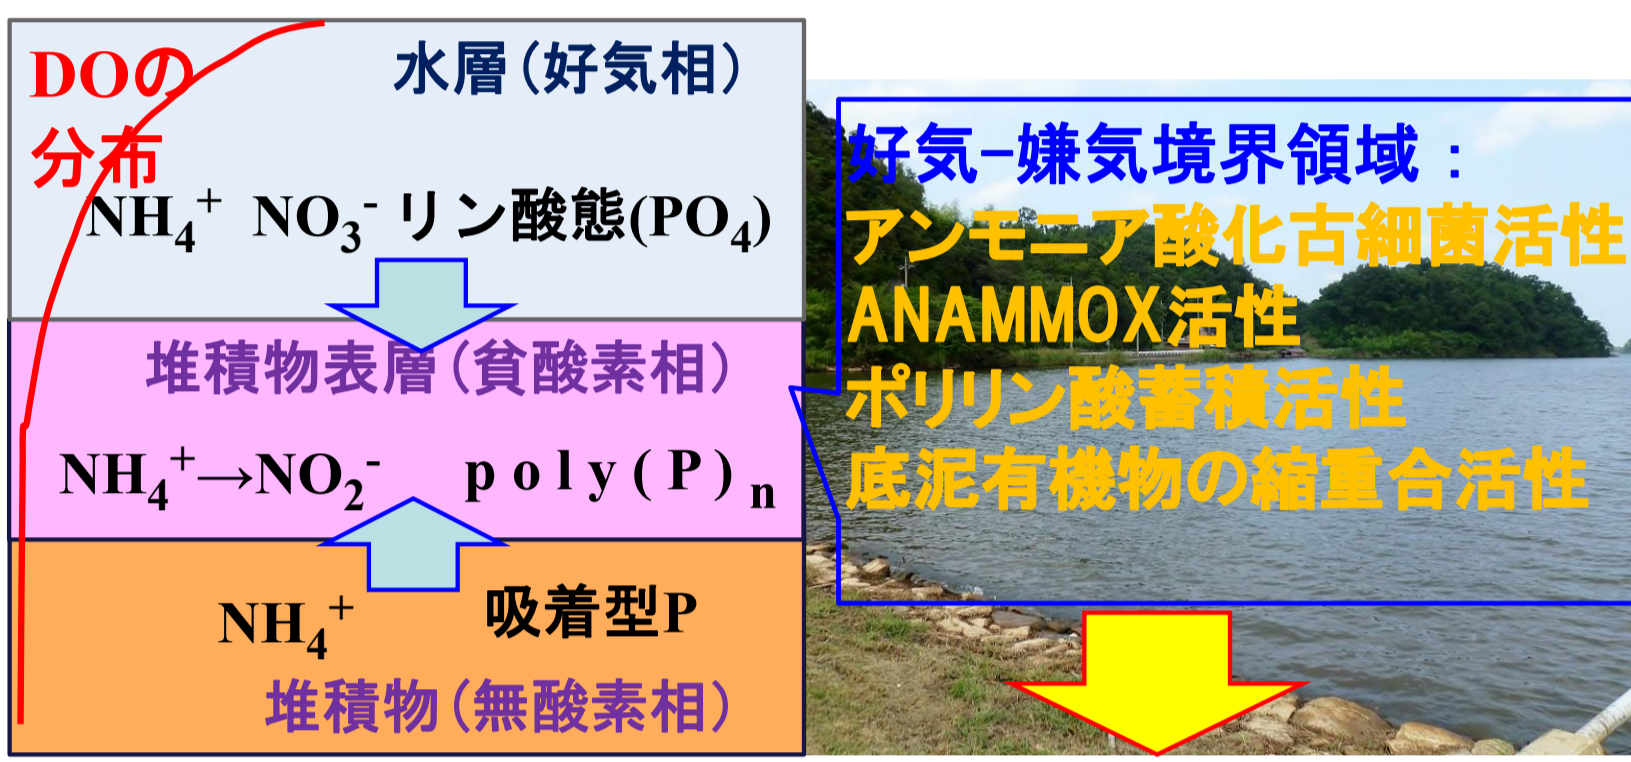 DOの
分布
水層（好気相）
NH₄⁺ NO₃⁻ リン酸態(PO₄)
堆積物表層（貧酸素相）
NH₄⁺→NO₂⁻ poly(P)ₙ
NH₄⁺ 吸着型P
堆積物（無酸素相）
好気-嫌気境界領域：
アンモニア酸化古細菌活性
ANAMMOX活性
ポリリン酸蓄積活性
底泥有機物の縮重合活性